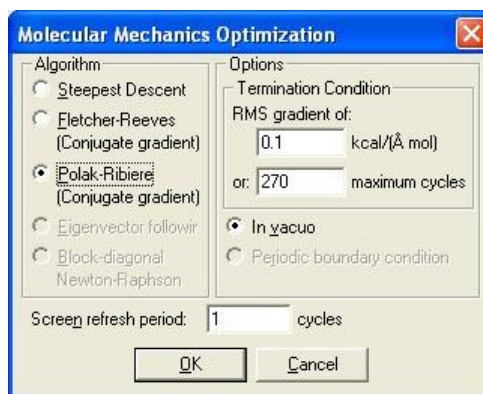 Molecular Mechanics Optimization
Algorithm
Steepest Descent
Fletcher-Reeves
(Conjugate gradient)
Polak-Ribiere
(Conjugate gradient)
Eigenvector followir
Block-diagonal
Newton-Raphson
Options
Termination Condition
RMS gradient of:
0.1 kcal/(Å mol)
or: 270 maximum cycles
In vacuo
Periodic boundary condition
Screen refresh period: 1 cycles
OK Cancel